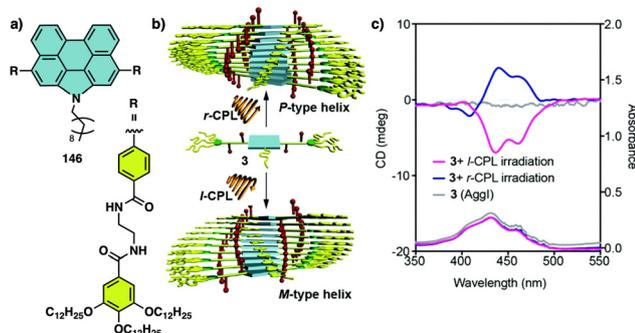 a)
R
R
N
8
146
R
=
HN
O
NH
O
C₁₂H₂₅O
OC₁₂H₂₅
OC₁₂H₂₅
b)
P-type helix
r-CPL
3
l-CPL
M-type helix
c)
10
0
-10
-20
CD (mdeg)
2.0
1.5
1.0
0.5
0.0
Absorbance
3+ l-CPL irradiation
3+ r-CPL irradiation
3 (AggI)
350 400 450 500 550
Wavelength (nm)